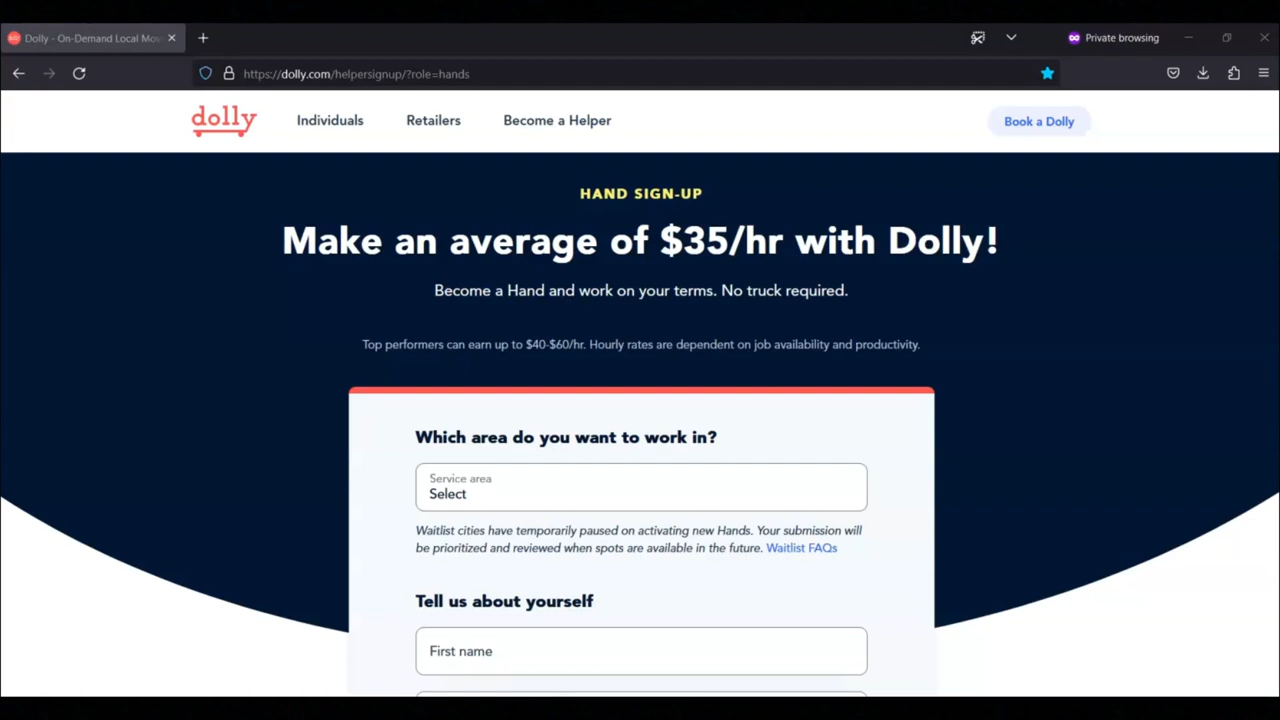 Dolly - On-Demand Local Mov
Private browsing
https://dolly.com/helpersignup/?role=hands
dolly
Individuals
Retailers
Become a Helper
Book a Dolly
HAND SIGN-UP
Make an average of $35/hr with Dolly!
Become a Hand and work on your terms. No truck required.
Top performers can earn up to $40-$60/hr. Hourly rates are dependent on job availability and productivity.
Which area do you want to work in?
Service area
Select
Waitlist cities have temporarily paused on activating new Hands. Your submission will
be prioritized and reviewed when spots are available in the future. Waitlist FAQs
Tell us about yourself
First name